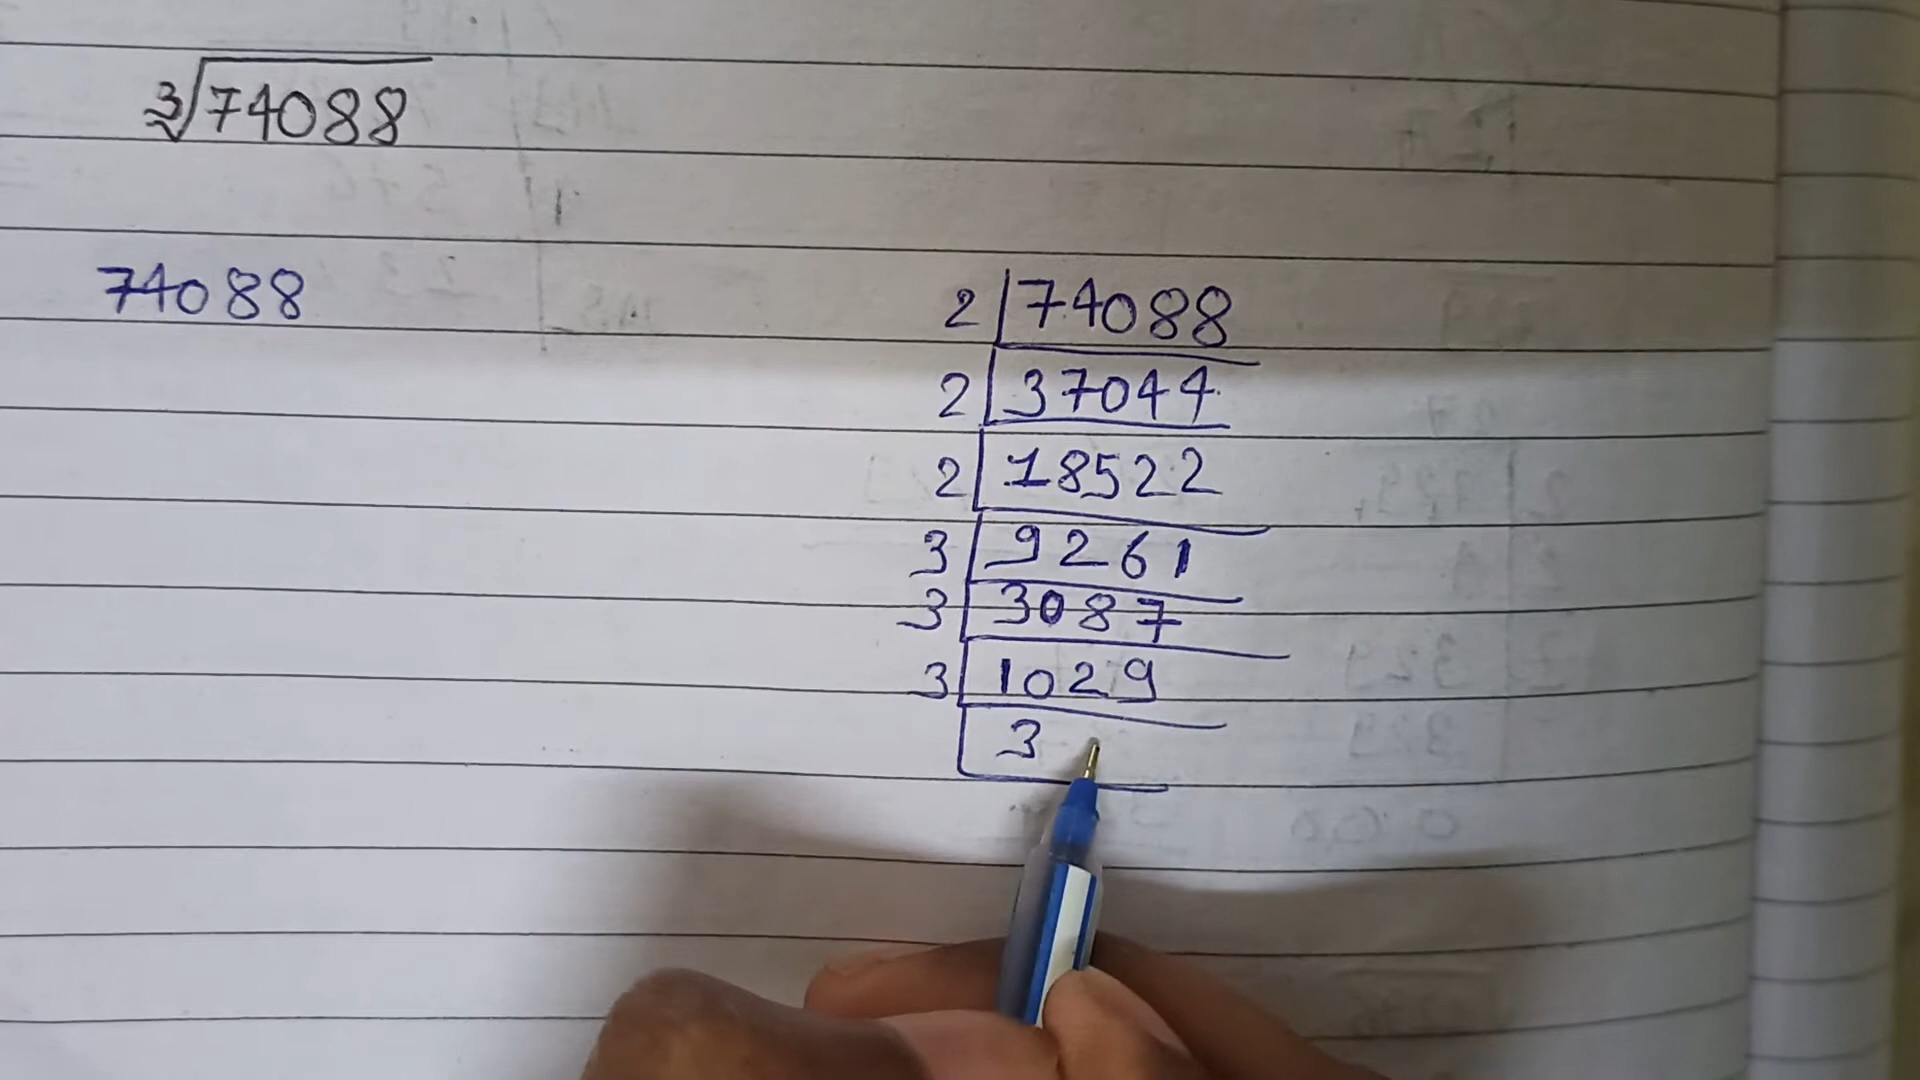 ∛74088
74088
2 | 74088
2 | 37044
2 | 18522
3 | 9261
3 | 3087
3 | 1029
3